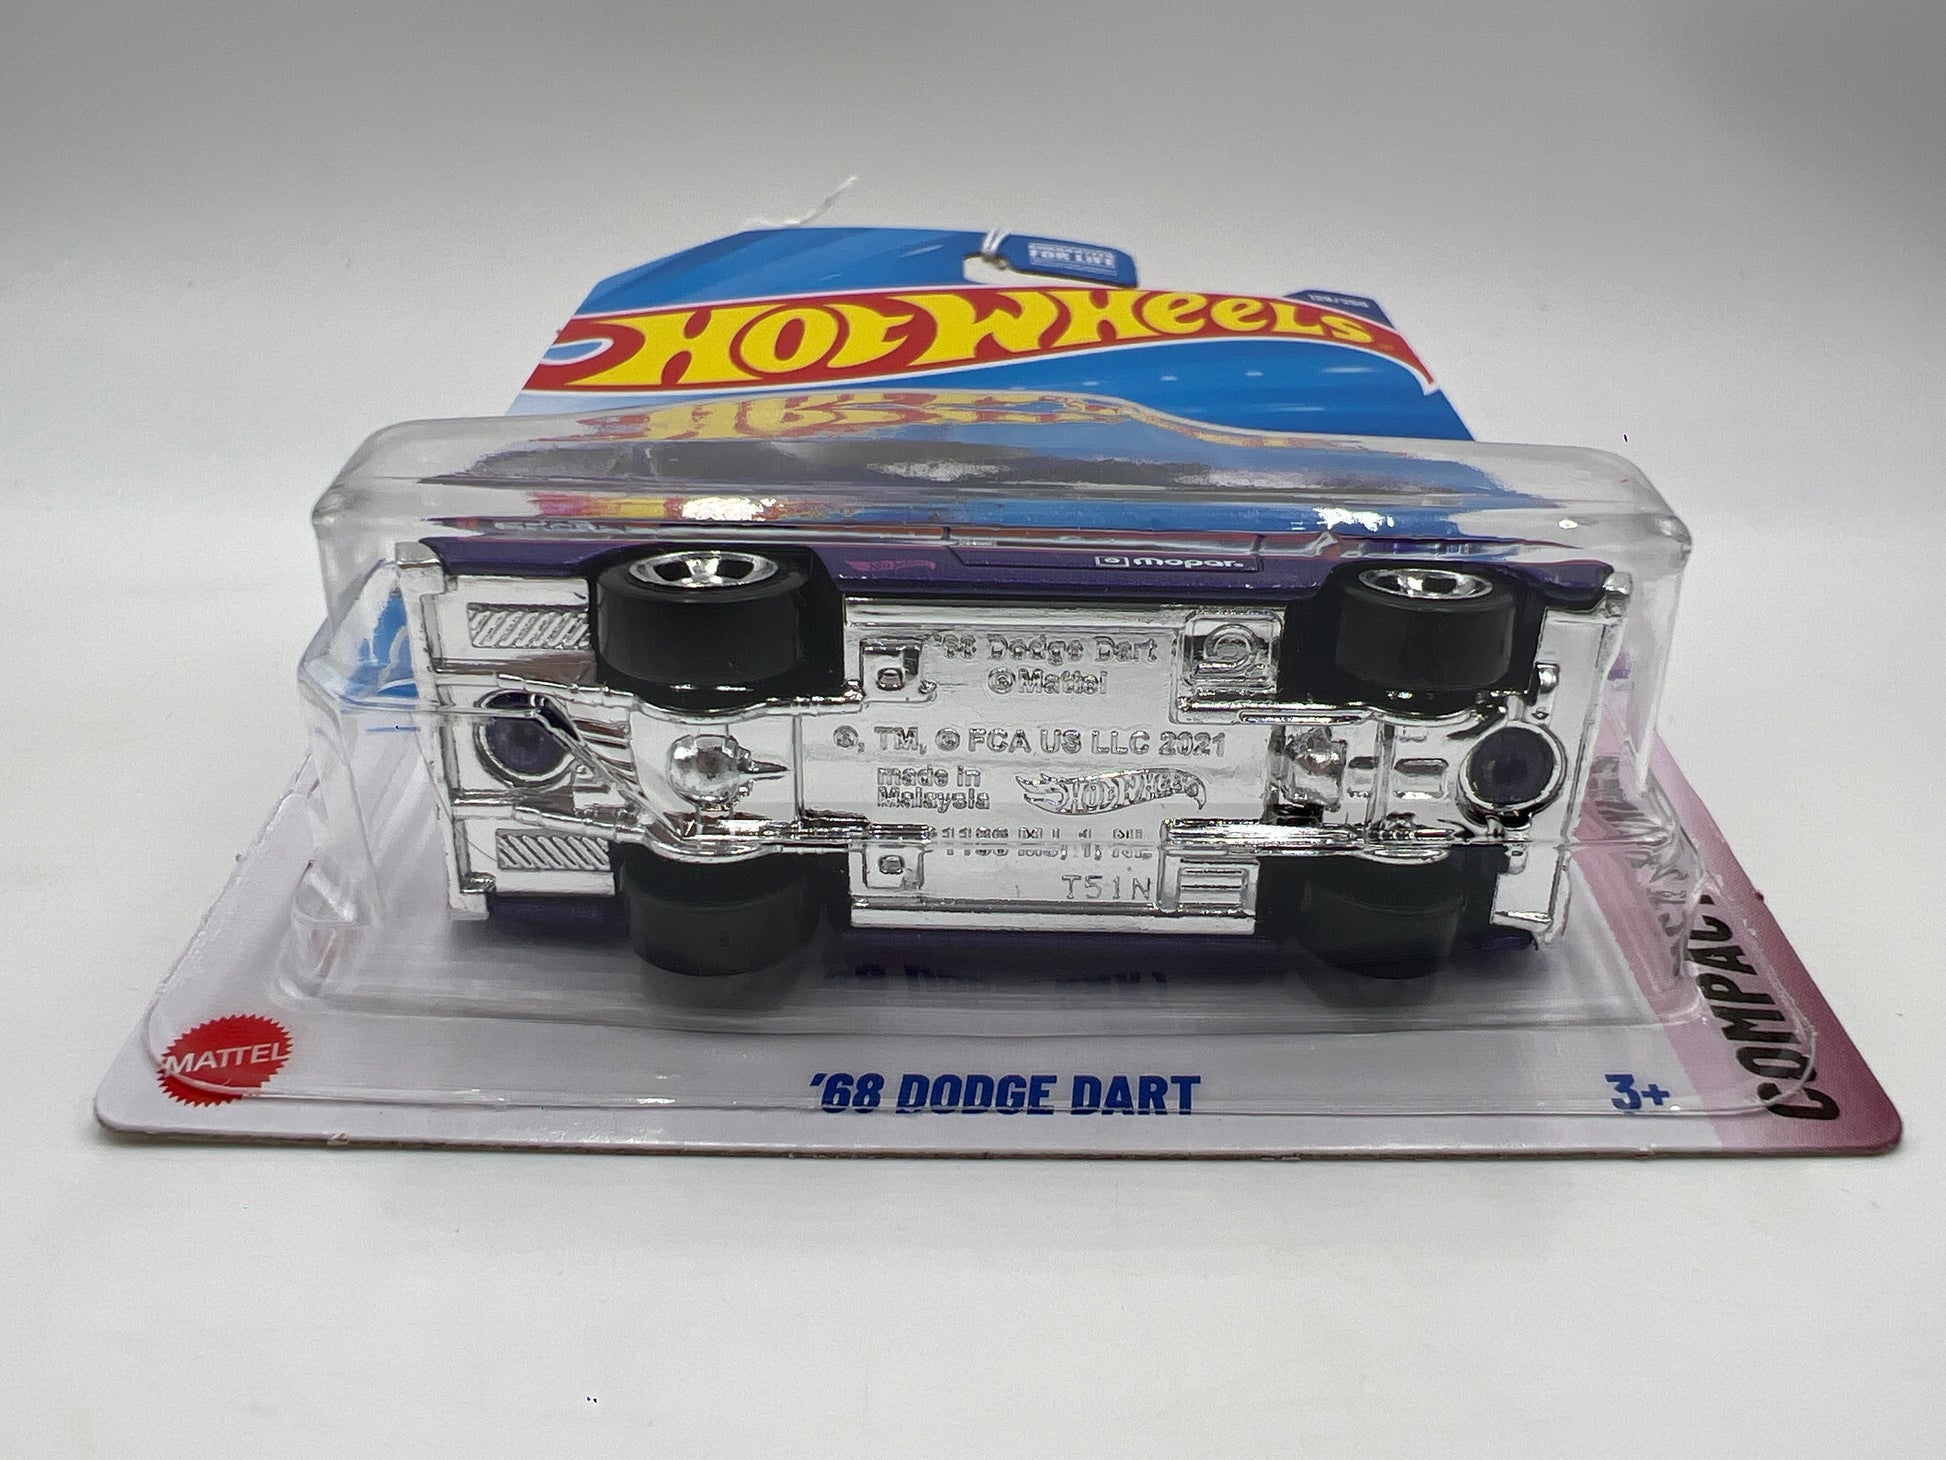 FOR LIFE
HOT WHEELS
mopar
'68 Dodge Dart
©Mattel
®, TM, © FCA US LLC 2021
made in
Malaysia
HOT WHEELS
T51N
MATTEL
'68 DODGE DART
3+
COMPACT